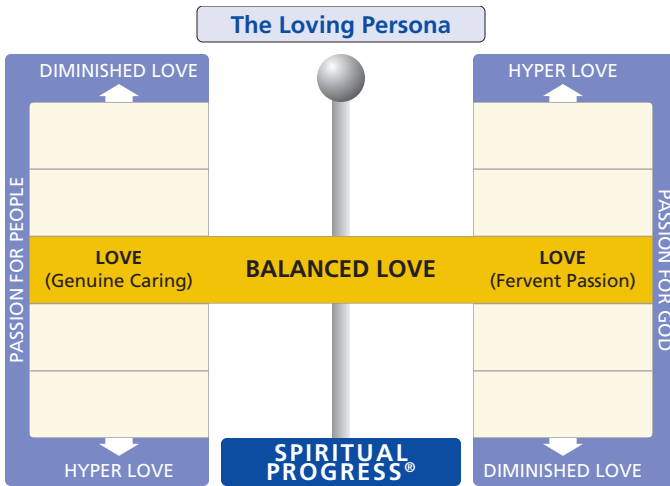 The Loving Persona
DIMINISHED LOVE
HYPER LOVE
PASSION FOR PEOPLE
LOVE
(Genuine Caring)
BALANCED LOVE
LOVE
(Fervent Passion)
PASSION FOR GOD
HYPER LOVE
SPIRITUAL
PROGRESS®
DIMINISHED LOVE